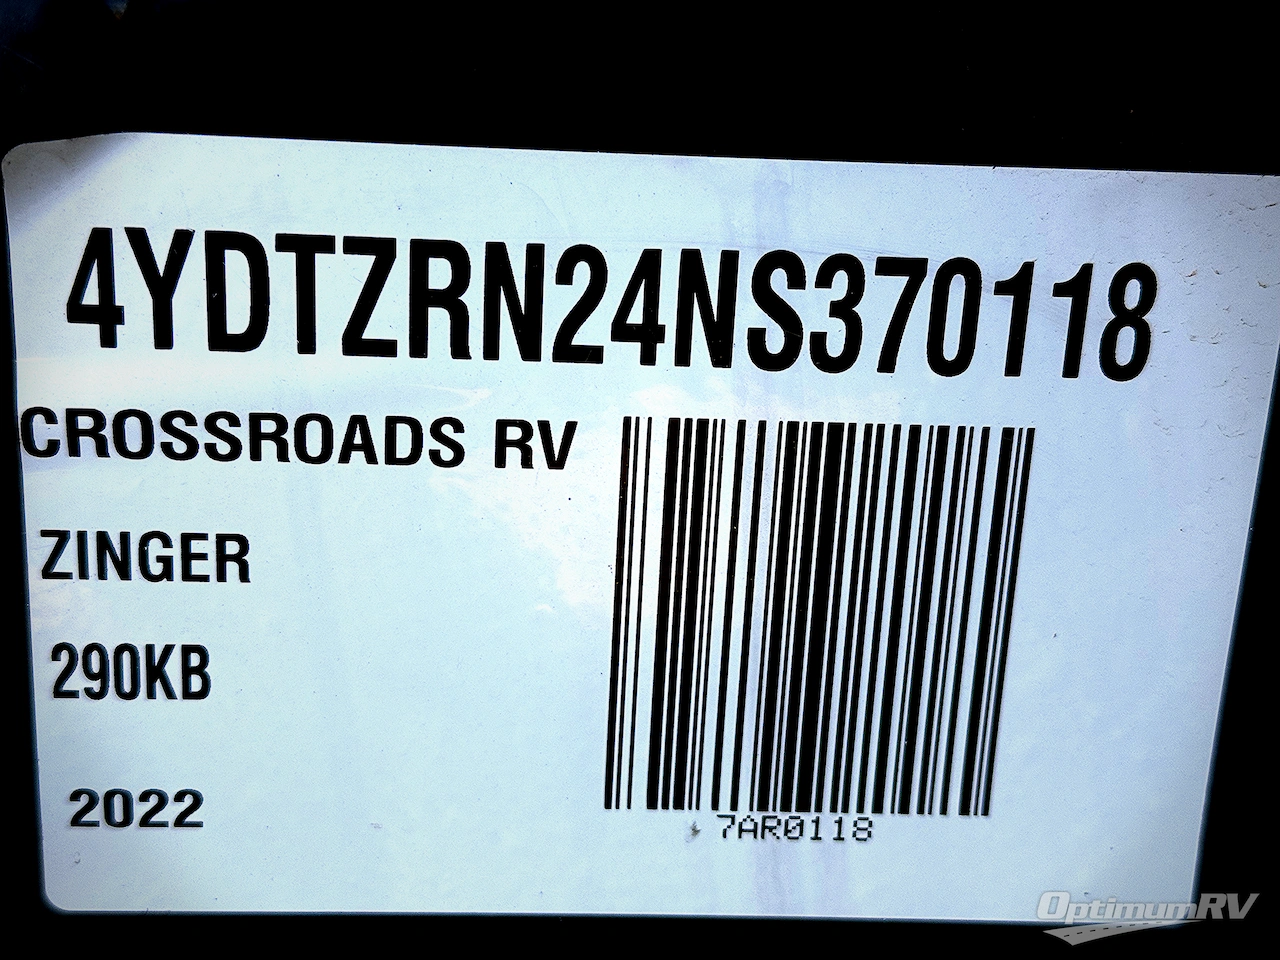 4YDTZRN24NS370118
CROSSROADS RV
ZINGER
290KB
2022
7AR0118
OptimumRV